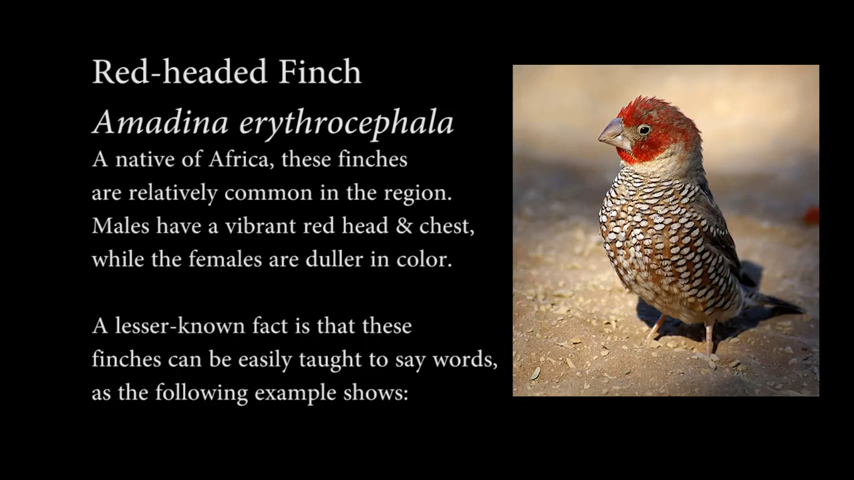 Red-headed Finch
Amadina erythrocephala
A native of Africa, these finches
are relatively common in the region.
Males have a vibrant red head & chest,
while the females are duller in color.
A lesser-known fact is that these
finches can be easily taught to say words,
as the following example shows: